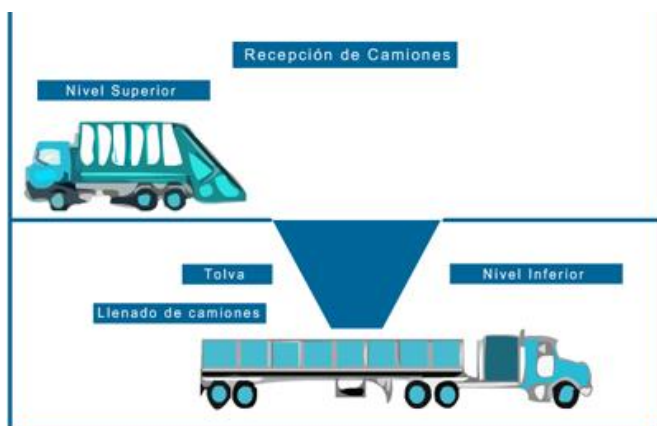 Recepción de Camiones
Nivel Superior
Tolva
Nivel Inferior
Llenado de camiones